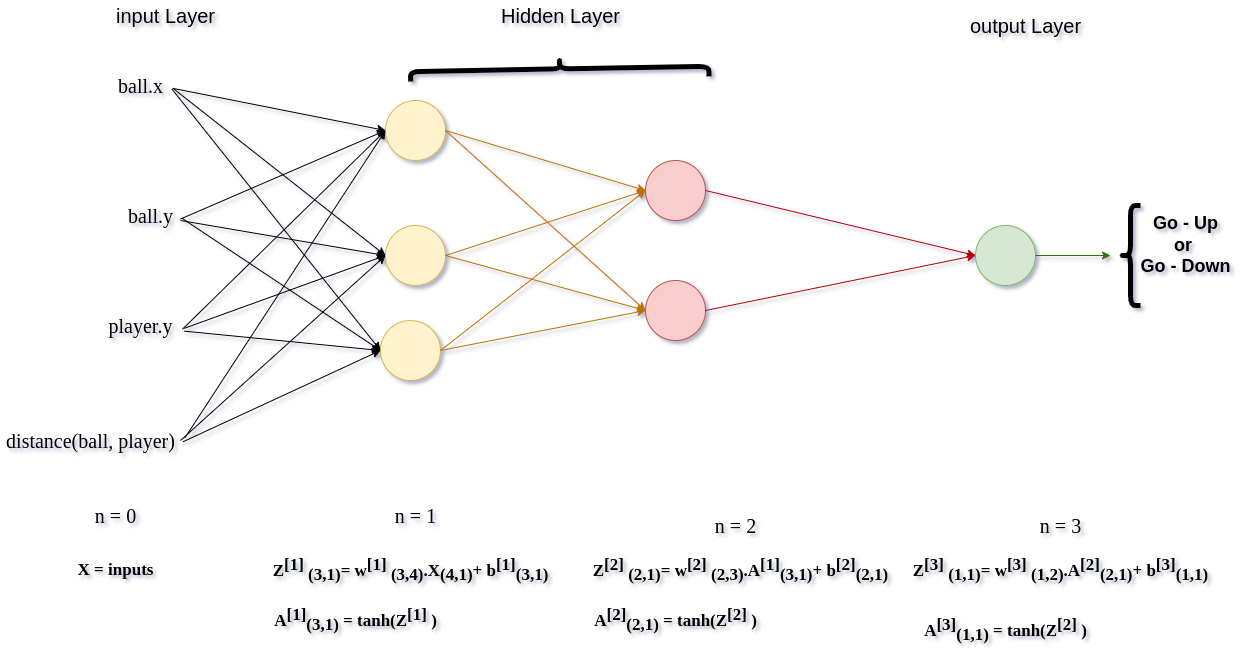 input Layer
Hidden Layer
output Layer
ball.x
ball.y
player.y
distance(ball, player)
Go - Up
or
Go - Down
n = 0
n = 1
n = 2
n = 3
X = inputs
Z[1] (3,1)= w[1] (3,4).X(4,1)+ b[1](3,1)
Z[2] (2,1)= w[2] (2,3).A[1](3,1)+ b[2](2,1)
Z[3] (1,1)= w[3] (1,2).A[2](2,1)+ b[3](1,1)
A[1](3,1) = tanh(Z[1] )
A[2](2,1) = tanh(Z[2] )
A[3](1,1) = tanh(Z[2] )